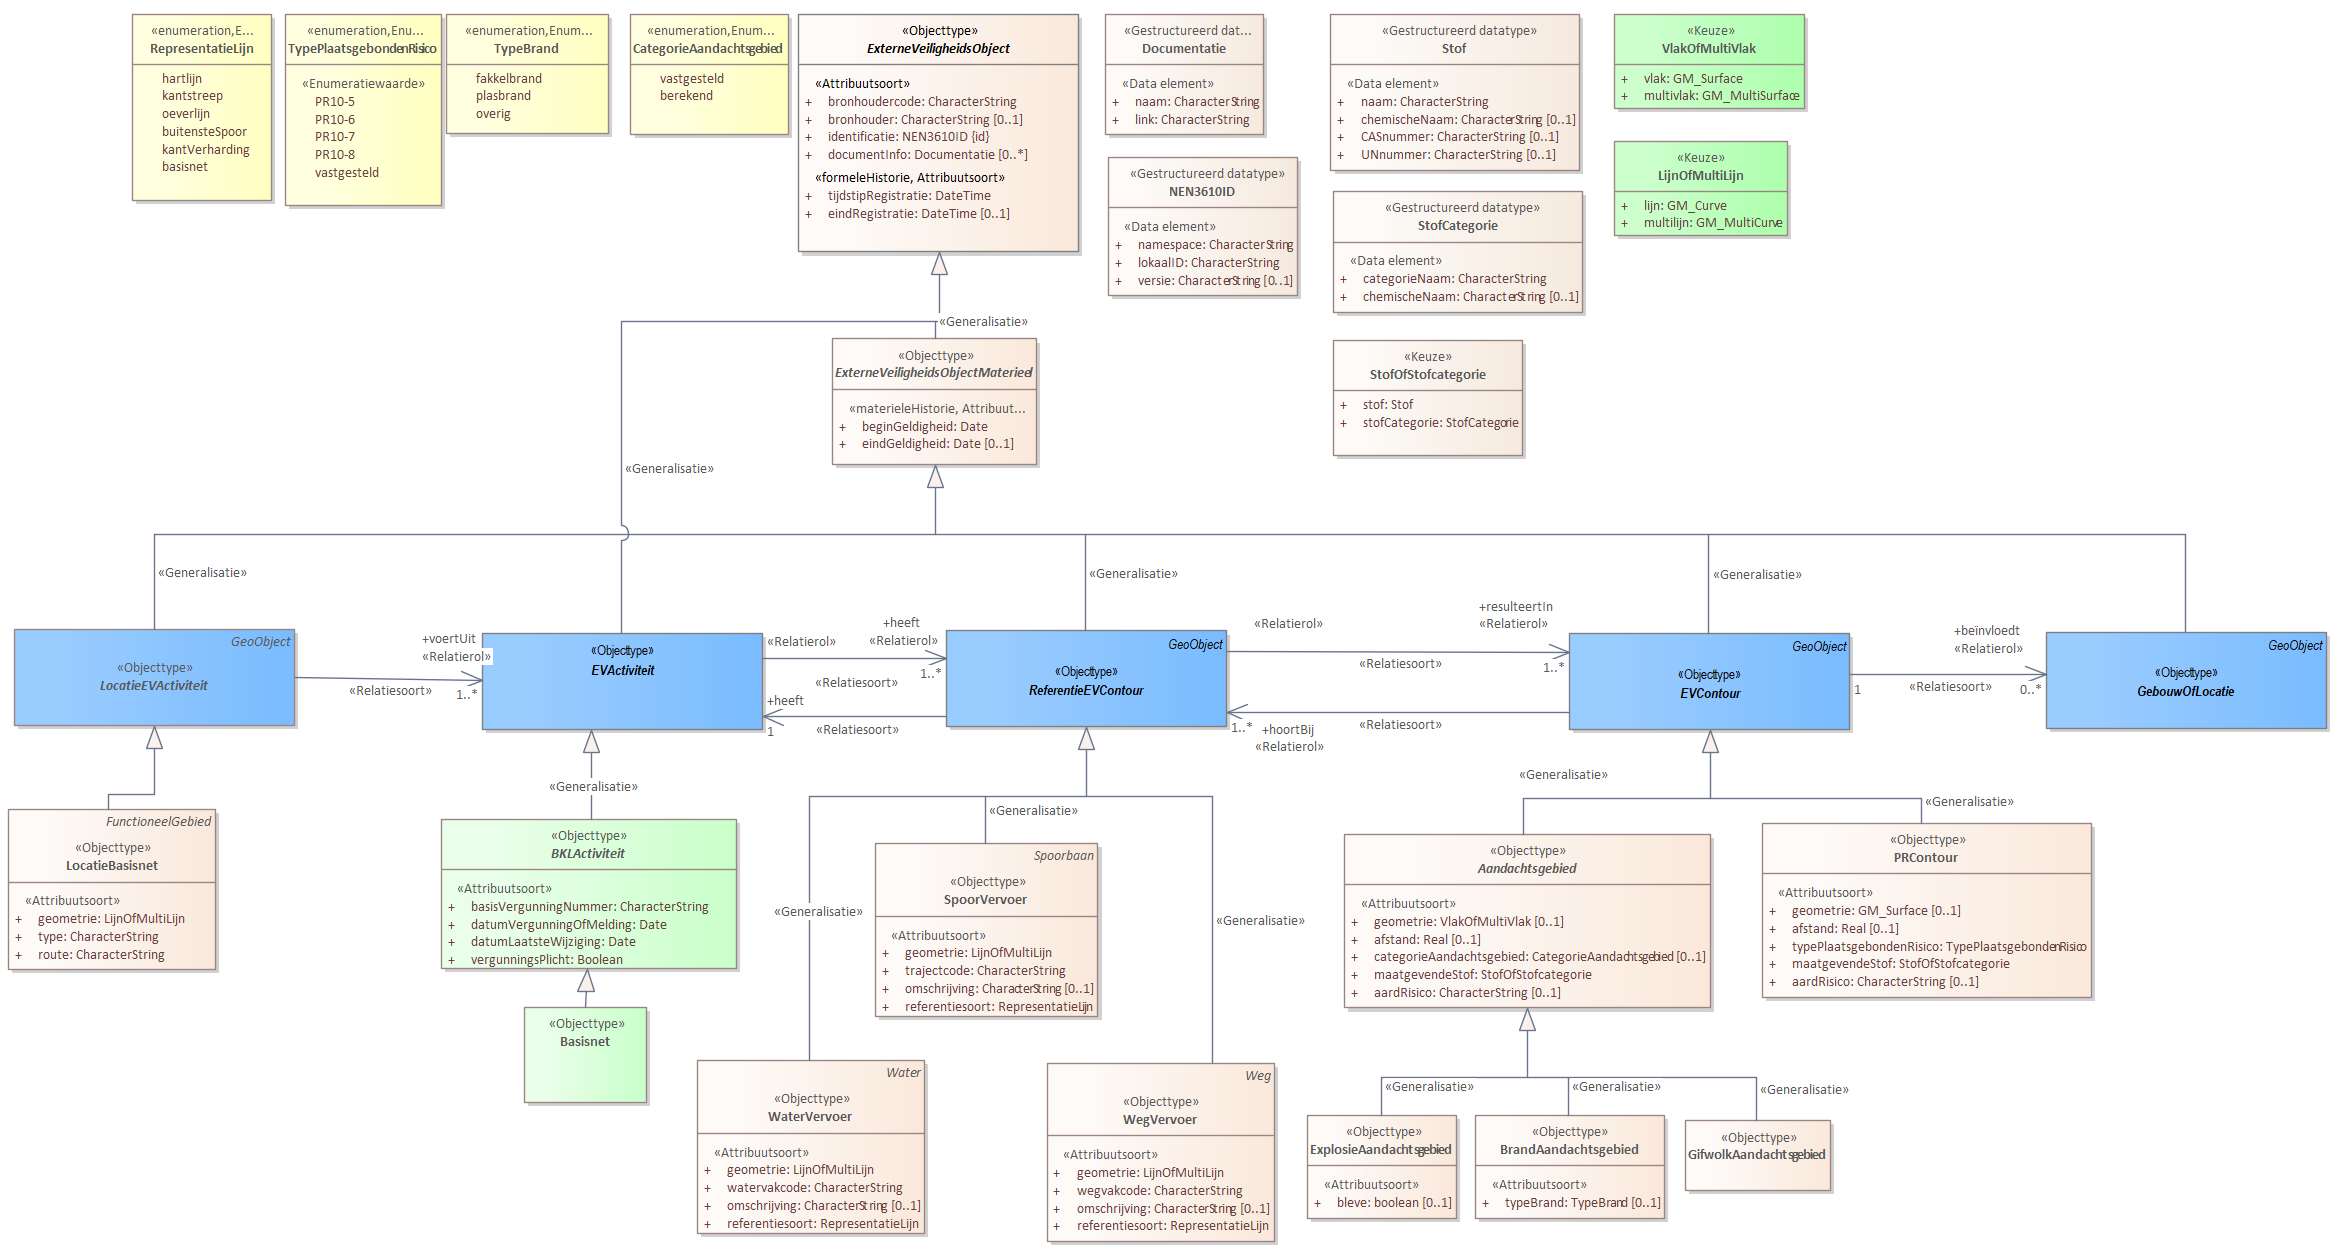 «enumeration,E...
RepresentatieLijn
hartlijn
kantstreep
oeverlijn
buitensteSpoor
kantVerharding
basisnet
«enumeration,Enu...
TypePlaatsgebondenRisico
«Enumeratiewaarde»
PR10-5
PR10-6
PR10-7
PR10-8
vastgesteld
«enumeration,Enum...
TypeBrand
fakkelbrand
plasbrand
overig
«enumeration,Enum...
CategorieAandachtsgebied
vastgesteld
berekend
«Objecttype»
ExterneVeiligheidsObject
«Attribuutsoort»
+ bronhoudercode: CharacterString
+ bronhouder: CharacterString [0..1]
+ identificatie: NEN3610ID {id}
+ documentInfo: Documentatie [0..*]
«formeleHistorie, Attribuutsoort»
+ tijdstipRegistratie: DateTime
+ eindRegistratie: DateTime [0..1]
«Gestructureerd dat...
Documentatie
«Data element»
+ naam: CharacterString
+ link: CharacterString
«Gestructureerd datatype»
NEN3610ID
«Data element»
+ namespace: CharacterString
+ lokaalID: CharacterString
+ versie: CharacterString [0..1]
«Gestructureerd datatype»
Stof
«Data element»
+ naam: CharacterString
+ chemischeNaam: CharacterString [0..1]
+ CASnummer: CharacterString [0..1]
+ UNnummer: CharacterString [0..1]
«Gestructureerd datatype»
StofCategorie
«Data element»
+ categorieNaam: CharacterString
+ chemischeNaam: CharacterString [0..1]
«Keuze»
StofOfStofcategorie
+ stof: Stof
+ stofCategorie: StofCategorie
«Keuze»
VlakOfMultiVlak
+ vlak: GM_Surface
+ multivlak: GM_MultiSurface
«Keuze»
LijnOfMultiLijn
+ lijn: GM_Curve
+ multilijn: GM_MultiCurve
«Generalisatie»
«Objecttype»
ExterneVeiligheidsObjectMaterieel
«materieleHistorie, Attribuut...
+ beginGeldigheid: Date
+ eindGeldigheid: Date [0..1]
«Generalisatie»
«Generalisatie»
«Generalisatie»
«Generalisatie»
GeoObject
«Objecttype»
LocatieEVActiviteit
+voertUit
«Relatierol»
«Relatiesoort»
1..*
«Objecttype»
EVActiviteit
«Relatierol»
+heeft
«Relatierol»
«Relatiesoort»
1..*
+heeft
1
«Relatiesoort»
GeoObject
«Objecttype»
ReferentieEVContour
«Relatierol»
+resulteertIn
«Relatierol»
«Relatiesoort»
1..*
«Relatiesoort»
1..*
+hoortBij
«Relatierol»
GeoObject
«Objecttype»
EVContour
+beïnvloedt
«Relatierol»
1
«Relatiesoort»
0..*
GeoObject
«Objecttype»
GebouwOfLocatie
FunctioneelGebied
«Objecttype»
LocatieBasisnet
«Attribuutsoort»
+ geometrie: LijnOfMultiLijn
+ type: CharacterString
+ route: CharacterString
«Generalisatie»
«Objecttype»
BKLActiviteit
«Attribuutsoort»
+ basisVergunningNummer: CharacterString
+ datumVergunningOfMelding: Date
+ datumLaatsteWijziging: Date
+ vergunningsPlicht: Boolean
«Objecttype»
Basisnet
«Generalisatie»
«Generalisatie»
«Generalisatie»
Spoorbaan
«Objecttype»
SpoorVervoer
«Attribuutsoort»
+ geometrie: LijnOfMultiLijn
+ trajectcode: CharacterString
+ omschrijving: CharacterString [0..1]
+ referentiesoort: RepresentatieLijn
Water
«Objecttype»
WaterVervoer
«Attribuutsoort»
+ geometrie: LijnOfMultiLijn
+ watervakcode: CharacterString
+ omschrijving: CharacterString [0..1]
+ referentiesoort: RepresentatieLijn
Weg
«Objecttype»
WegVervoer
«Attribuutsoort»
+ geometrie: LijnOfMultiLijn
+ wegvakcode: CharacterString
+ omschrijving: CharacterString [0..1]
+ referentiesoort: RepresentatieLijn
«Generalisatie»
«Generalisatie»
«Objecttype»
Aandachtsgebied
«Attribuutsoort»
+ geometrie: VlakOfMultiVlak [0..1]
+ afstand: Real [0..1]
+ categorieAandachtsgebied: CategorieAandachtsgebied [0..1]
+ maatgevendeStof: StofOfStofcategorie
+ aardRisico: CharacterString [0..1]
«Objecttype»
PRContour
«Attribuutsoort»
+ geometrie: GM_Surface [0..1]
+ afstand: Real [0..1]
+ typePlaatsgebondenRisico: TypePlaatsgebondenRisico
+ maatgevendeStof: StofOfStofcategorie
+ aardRisico: CharacterString [0..1]
«Generalisatie»
«Generalisatie»
«Generalisatie»
«Objecttype»
ExplosieAandachtsgebied
«Attribuutsoort»
+ bleve: boolean [0..1]
«Objecttype»
BrandAandachtsgebied
«Attribuutsoort»
+ typeBrand: TypeBrand [0..1]
«Objecttype»
GifwolkAandachtsgebied